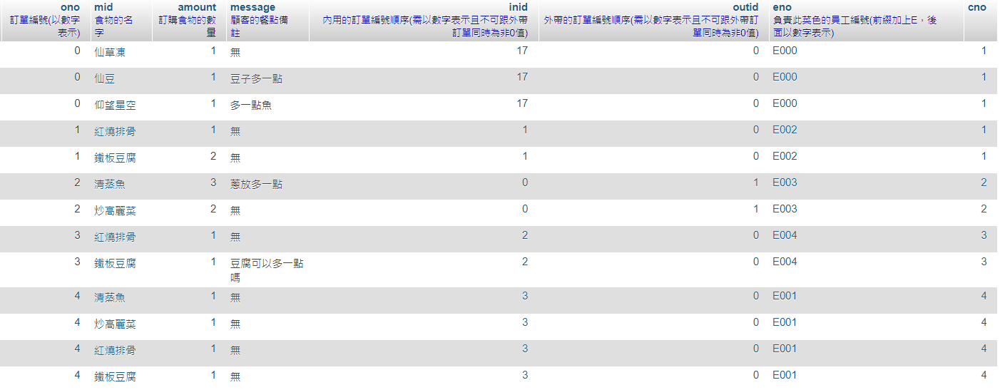 ono mid amount message inid outid eno cno
訂單編號(以數字 食物的名 訂購食物的數 顧客的餐點備 內用的訂單編號順序(需以數字表示且不可跟外帶 外帶的訂單編號順序(需以數字表示且不可跟外帶訂 負責此菜色的員工編號(前綴加上E，後
表示) 字 量 註 訂單同時為非0值) 單同時為非0值) 面以數字表示)
0 仙草凍 1 無 17 0 E000 1
0 仙豆 1 豆子多一點 17 0 E000 1
0 仰望星空 1 多一點魚 17 0 E000 1
1 紅燒排骨 1 無 1 0 E002 1
1 鐵板豆腐 2 無 1 0 E002 1
2 清蒸魚 3 蔥放多一點 0 1 E003 2
2 炒高麗菜 2 無 0 1 E003 2
3 紅燒排骨 1 無 2 0 E004 3
3 鐵板豆腐 1 豆腐可以多一點 2 0 E004 3
嗎
4 清蒸魚 1 無 3 0 E001 4
4 炒高麗菜 1 無 3 0 E001 4
4 紅燒排骨 1 無 3 0 E001 4
4 鐵板豆腐 1 無 3 0 E001 4